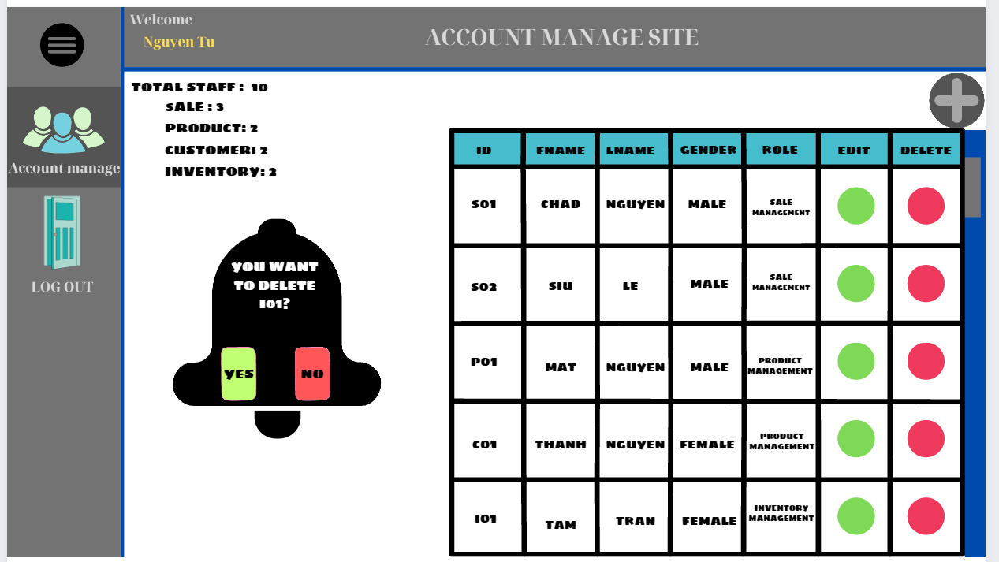 Welcome
Nguyen Tu
ACCOUNT MANAGE SITE
Account manage
LOG OUT
TOTAL STAFF : 10
SALE : 3
PRODUCT: 2
CUSTOMER: 2
INVENTORY: 2
YOU WANT
TO DELETE
I01?
YES NO
ID FNAME LNAME GENDER ROLE EDIT DELETE
S01 CHAD NGUYEN MALE SALE
MANAGEMENT
S02 SIU LE MALE SALE
MANAGEMENT
P01 MAT NGUYEN MALE PRODUCT
MANAGEMENT
C01 THANH NGUYEN FEMALE PRODUCT
MANAGEMENT
I01 TAM TRAN FEMALE INVENTORY
MANAGEMENT